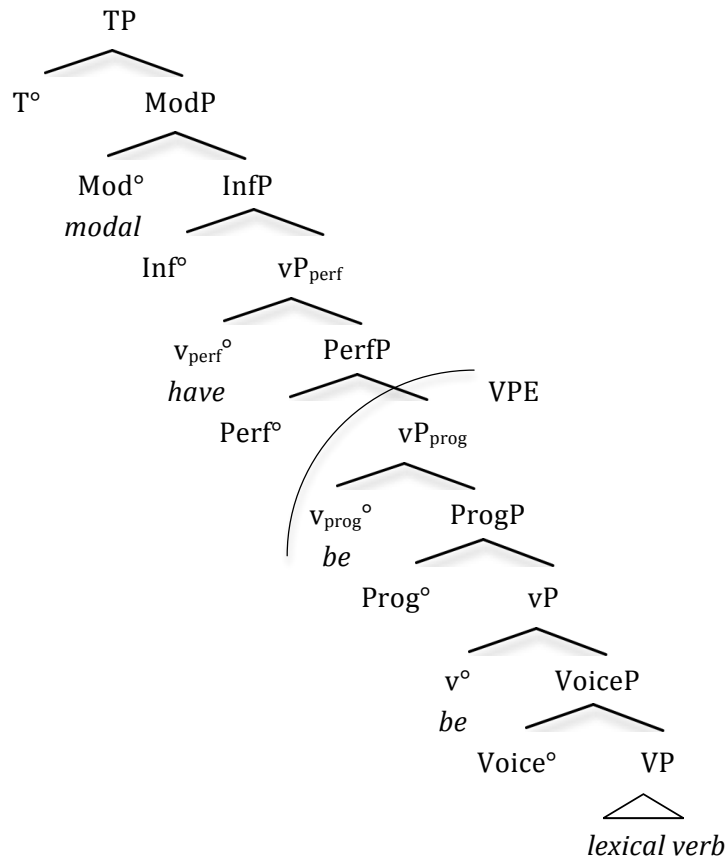 TP
T° ModP
Mod° InfP
modal
Inf° vPperf
vperf° PerfP
have VPE
Perf° vPprog
vprog° ProgP
be
Prog° vP
v° VoiceP
be
Voice° VP
lexical verb